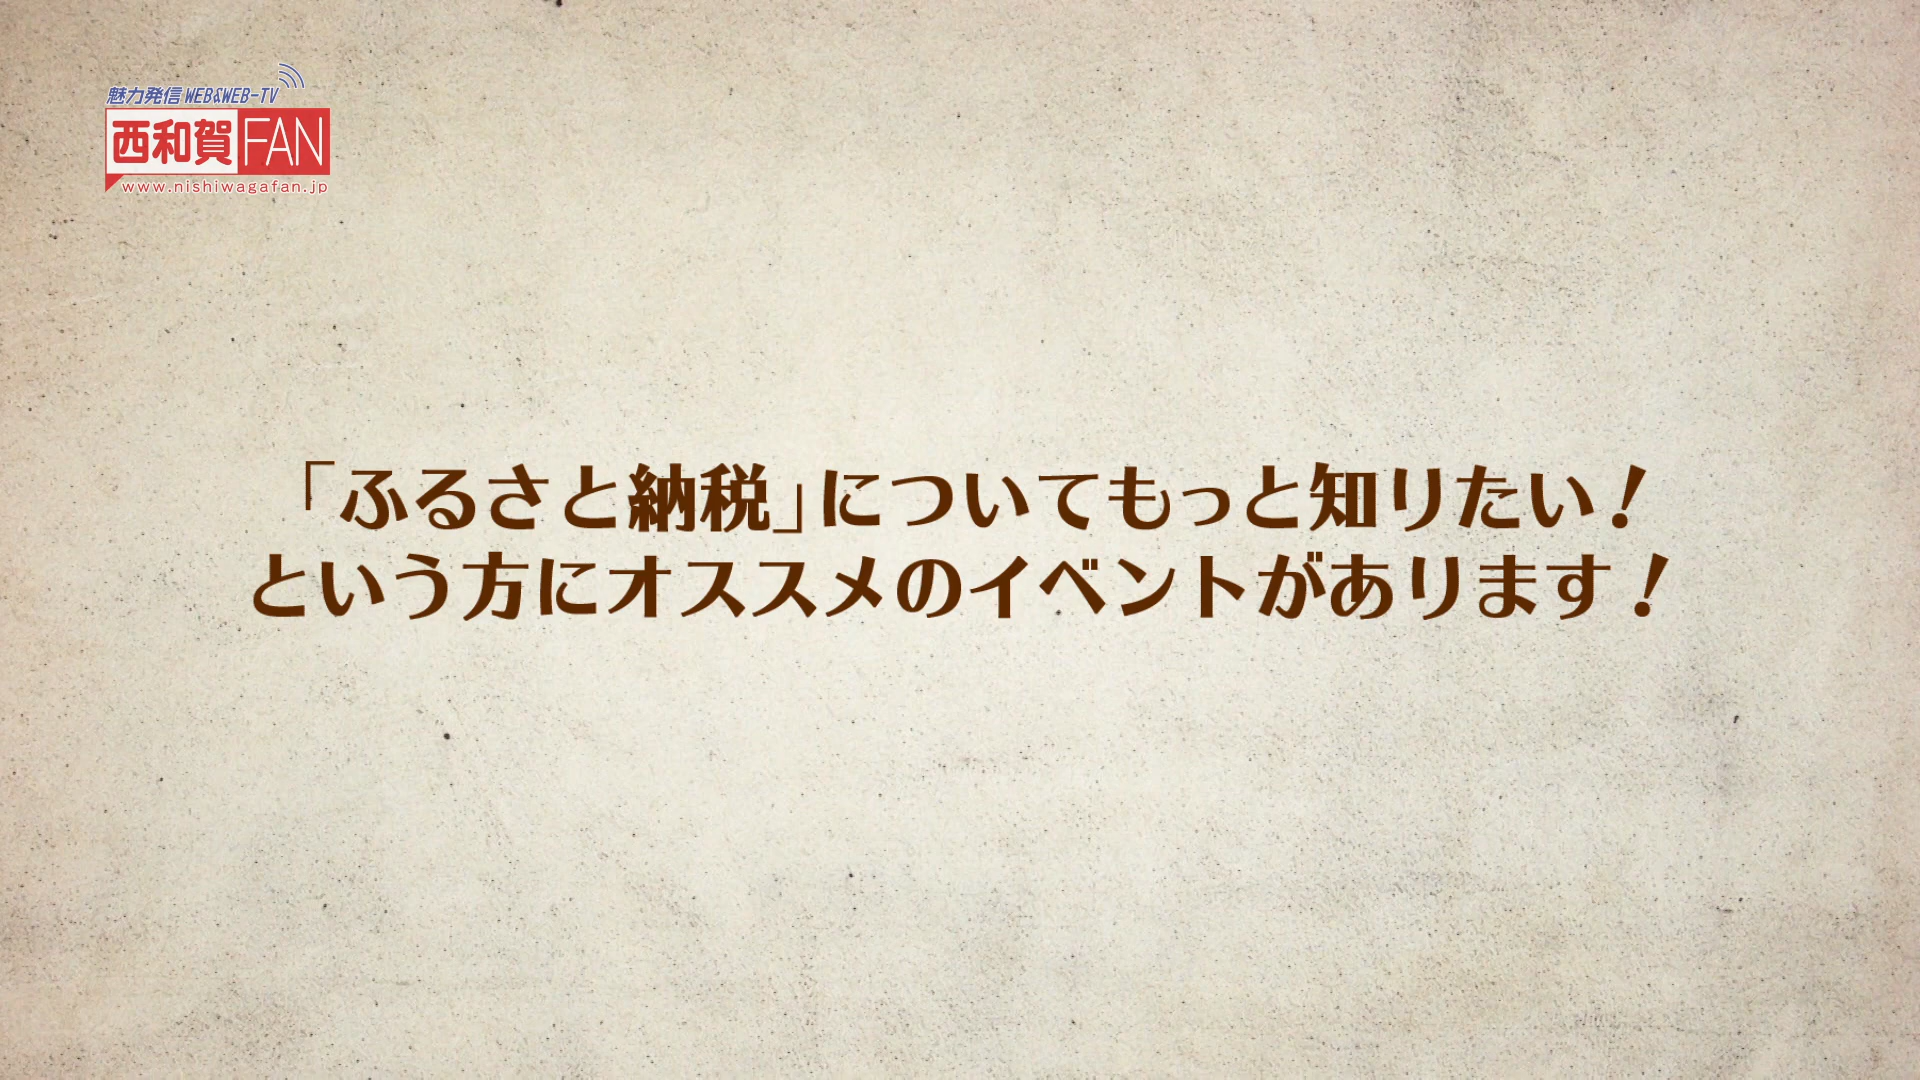 魅力発信 WEB&WEB-TV
西和賀FAN
www.nishiwagafan.jp
「ふるさと納税」についてもっと知りたい！
という方にオススメのイベントがあります！